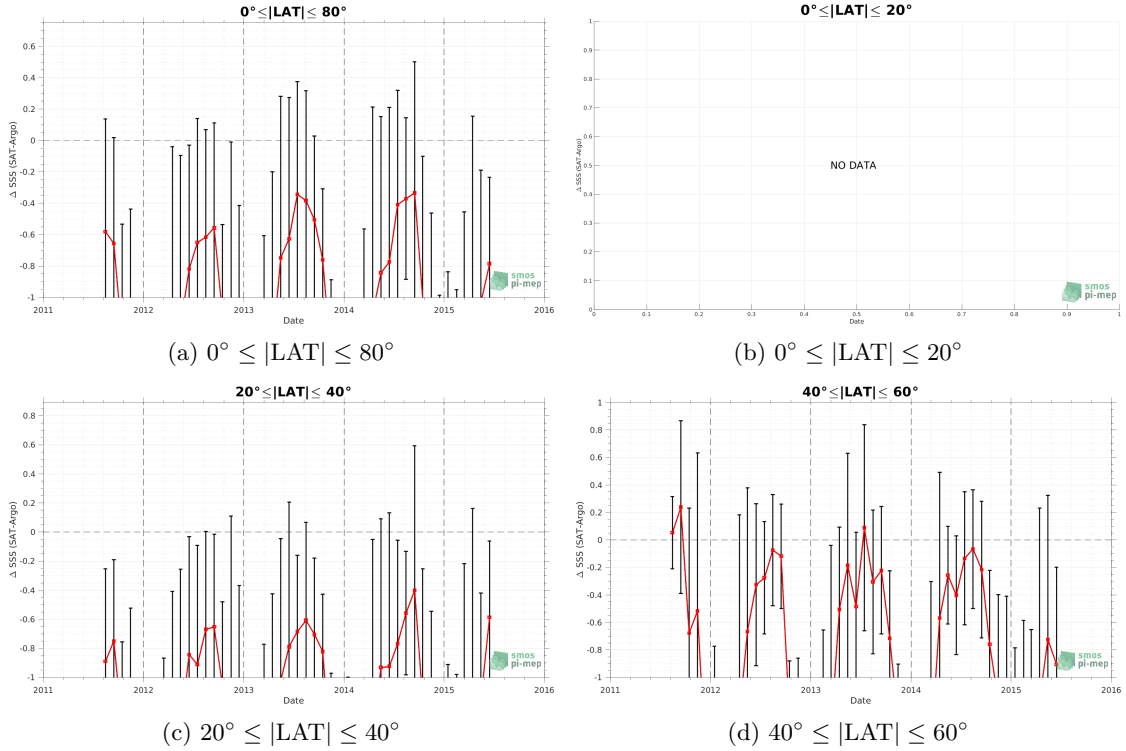 0°≤|LAT|≤ 80°
Δ SSS (SAT-Argo)
0.6
0.4
0.2
0
-0.2
-0.4
-0.6
-0.8
-1
2011
2012
2013
2014
2015
2016
Date
smos
pi-mep
(a) 0° ≤ |LAT| ≤ 80°
0°≤|LAT|≤ 20°
Δ SSS (SAT-Argo)
1
0.9
0.8
0.7
0.6
0.5
0.4
0.3
0.2
0.1
0
NO DATA
0
0.1
0.2
0.3
0.4
0.5
0.6
0.7
0.8
0.9
1
Date
smos
pi-mep
(b) 0° ≤ |LAT| ≤ 20°
20°≤|LAT|≤ 40°
Δ SSS (SAT-Argo)
0.8
0.6
0.4
0.2
0
-0.2
-0.4
-0.6
-0.8
-1
2011
2012
2013
2014
2015
2016
Date
smos
pi-mep
(c) 20° ≤ |LAT| ≤ 40°
40°≤|LAT|≤ 60°
Δ SSS (SAT-Argo)
1
0.8
0.6
0.4
0.2
0
-0.2
-0.4
-0.6
-0.8
-1
2011
2012
2013
2014
2015
2016
Date
smos
pi-mep
(d) 40° ≤ |LAT| ≤ 60°